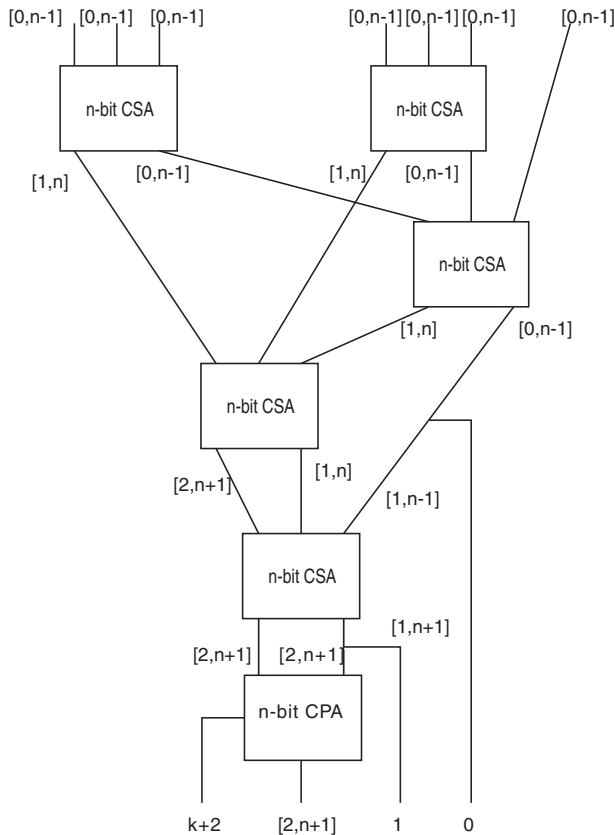 [0,n-1] [0,n-1] [0,n-1] [0,n-1] [0,n-1] [0,n-1] [0,n-1]
n-bit CSA n-bit CSA
[1,n] [0,n-1] [1,n] [0,n-1]
n-bit CSA
[1,n] [0,n-1]
n-bit CSA
[2,n+1] [1,n] [1,n-1]
n-bit CSA
[2,n+1] [2,n+1] [1,n+1]
n-bit CPA
k+2 [2,n+1] 1 0